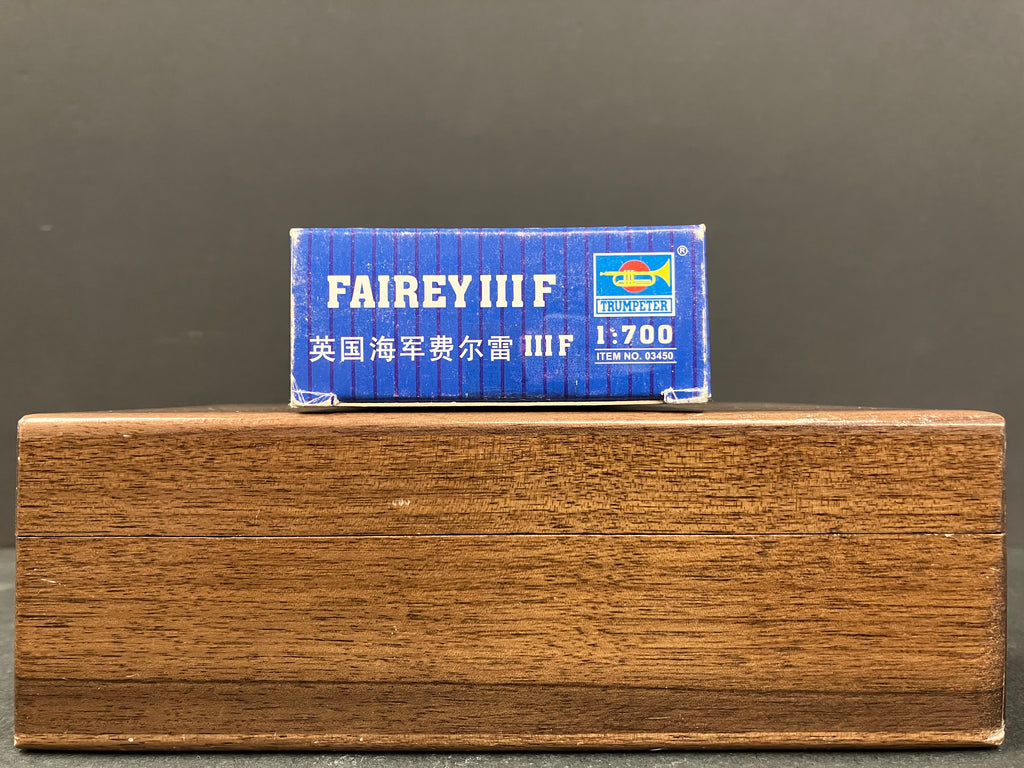 FAIREY III F
英国海军费尔雷 III F
®
TRUMPETER
1:700
ITEM NO. 03450